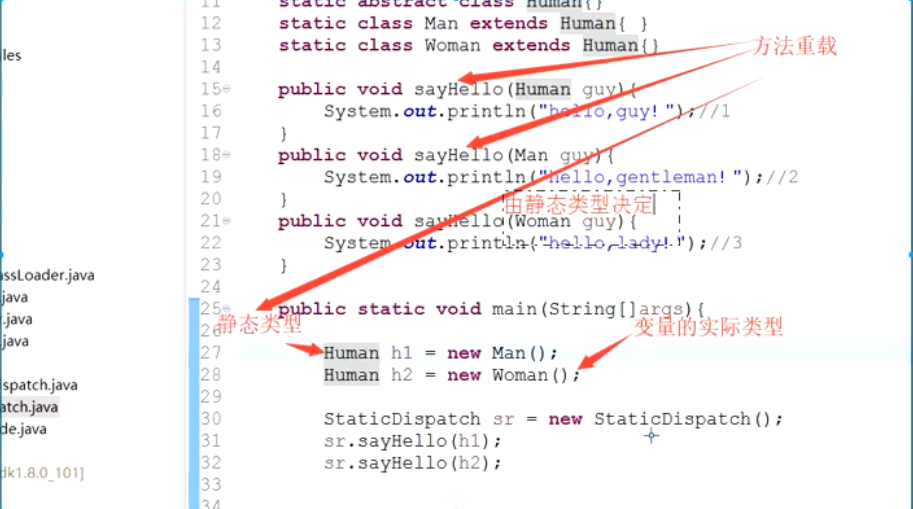 static abstract class Human{}
12 static class Man extends Human{ }
13 static class Woman extends Human{}
14
方法重载
15 public void sayHello(Human guy){
16 System.out.println("hello,guy!");//1
17 }
18 public void sayHello(Man guy){
19 System.out.println("hello,gentleman!");//2
20 }
由静态类型决定
21 public void sayHello(Woman guy){
22 System.out.println("hello,lady!");//3
23 }
24
25 public static void main(String[]args){
26
静态类型
变量的实际类型
27 Human h1 = new Man();
28 Human h2 = new Woman();
29
30 StaticDispatch sr = new StaticDispatch();
31 sr.sayHello(h1);
32 sr.sayHello(h2);
33
34
les
assLoader.java
.java
.java
.java
spatch.java
atch.java
de.java
dk1.8.0_101]